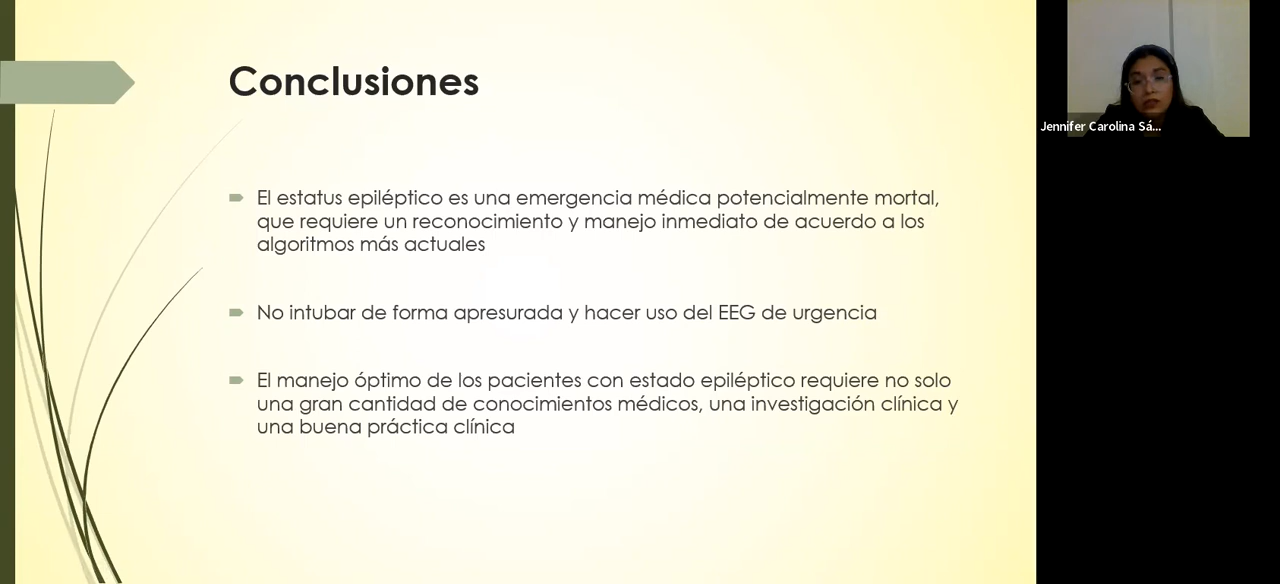 Conclusiones
El estatus epiléptico es una emergencia médica potencialmente mortal,
que requiere un reconocimiento y manejo inmediato de acuerdo a los
algoritmos más actuales
No intubar de forma apresurada y hacer uso del EEG de urgencia
El manejo óptimo de los pacientes con estado epiléptico requiere no solo
una gran cantidad de conocimientos médicos, una investigación clínica y
una buena práctica clínica
Jennifer Carolina Sá...